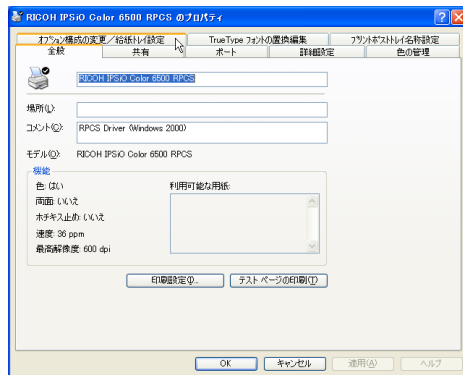 RICOH IPSiO Color 6500 RPCS のプロパティ
オプション構成の変更／給紙トレイ設定 TrueType フォントの置換編集 プリントポストトレイ名称設定
全般 共有 ポート 詳細設定 色の管理
RICOH IPSiO Color 6500 RPCS
場所(L):
コメント(C): RPCS Driver (Windows 2000)
モデル(O): RICOH IPSiO Color 6500 RPCS
機能
色: はい 利用可能な用紙:
両面: いいえ
ホチキス止め: いいえ
速度: 36 ppm
最高解像度: 600 dpi
印刷設定(I)... テスト ページの印刷(T)
OK キャンセル 適用(A) ヘルプ